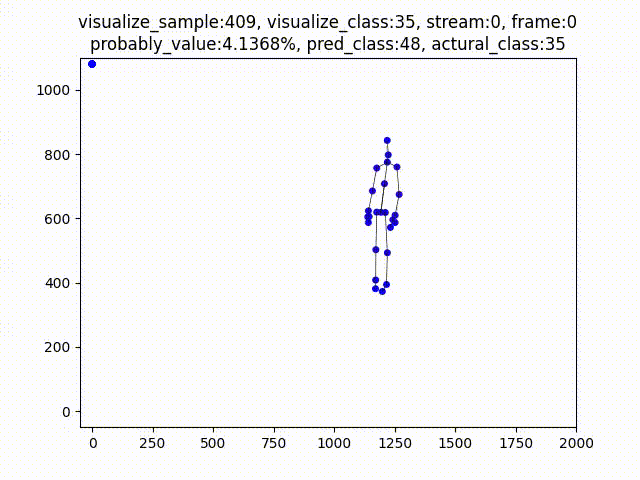 visualize_sample:409, visualize_class:35, stream:0, frame:0
probably_value:4.1368%, pred_class:48, actural_class:35
1000
800
600
400
200
0
0 250 500 750 1000 1250 1500 1750 2000